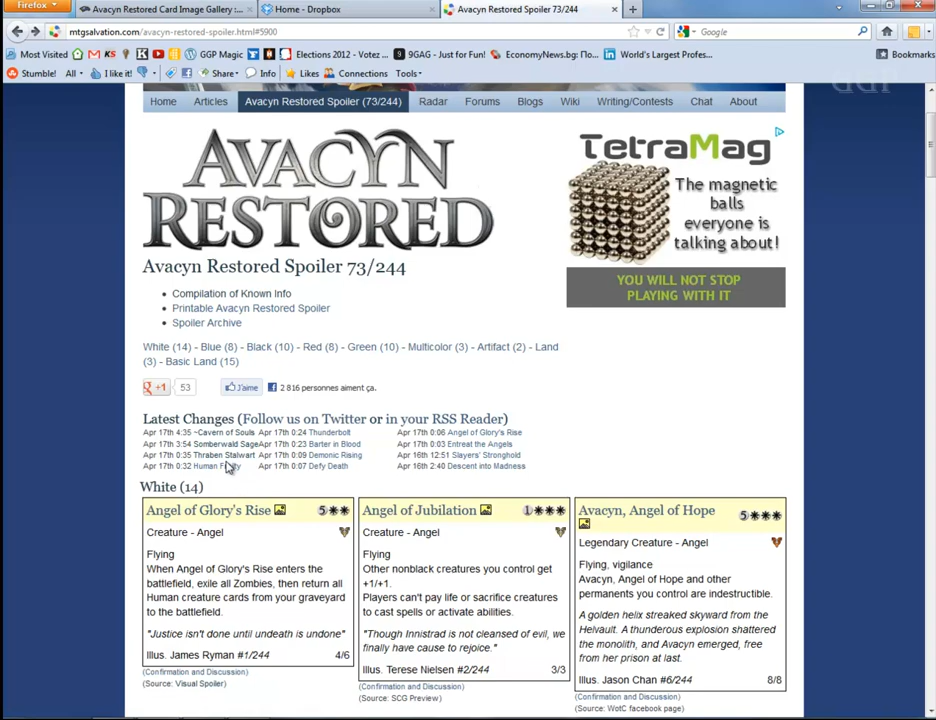 Firefox
Avacyn Restored Card Image Gallery :...
Home - Dropbox
Avacyn Restored Spoiler 73/244
mtgsalvation.com/avacyn-restored-spoiler.html#5900
Google
Most Visited
GGP Magic
Elections 2012 - Votez ...
9GAG - Just for Fun!
EconomyNews.bg: По...
World's Largest Profes...
Bookmarks
Stumble!
All
I like it!
Share
Info
Likes
Connections
Tools
Home
Articles
Avacyn Restored Spoiler (73/244)
Radar
Forums
Blogs
Wiki
Writing/Contests
Chat
About
AVACYN
RESTORED
TetraMag
The magnetic
balls
everyone is
talking about!
YOU WILL NOT STOP
PLAYING WITH IT
Avacyn Restored Spoiler 73/244
Compilation of Known Info
Printable Avacyn Restored Spoiler
Spoiler Archive
White (14) - Blue (8) - Black (10) - Red (8) - Green (10) - Multicolor (3) - Artifact (2) - Land
(3) - Basic Land (15)
+1
53
J'aime
2 816 personnes aiment ça.
Latest Changes (Follow us on Twitter or in your RSS Reader)
Apr 17th 4:35 ~Cavern of Souls Apr 17th 0:24 Thunderbolt Apr 17th 0:06 Angel of Glory's Rise
Apr 17th 3:54 Somberwald Sage Apr 17th 0:23 Barter in Blood Apr 17th 0:03 Entreat the Angels
Apr 17th 0:35 Thraben Stalwart Apr 17th 0:09 Demonic Rising Apr 16th 12:51 Slayers' Stronghold
Apr 17th 0:32 Human Apr 17th 0:07 Defy Death Apr 16th 2:40 Descent into Madness
White (14)
Angel of Glory's Rise
5
Creature - Angel
Flying
When Angel of Glory's Rise enters the
battlefield, exile all Zombies, then return all
Human creature cards from your graveyard
to the battlefield.
"Justice isn't done until undeath is undone"
Illus. James Ryman #1/244
4/6
(Confirmation and Discussion)
(Source: Visual Spoiler)
Angel of Jubilation
1
Creature - Angel
Flying
Other nonblack creatures you control get
+1/+1.
Players can't pay life or sacrifice creatures
to cast spells or activate abilities.
"Though Innistrad is not cleansed of evil, we
finally have cause to rejoice."
Illus. Terese Nielsen #2/244
3/3
(Confirmation and Discussion)
(Source: SCG Preview)
Avacyn, Angel of Hope
5
Legendary Creature - Angel
Flying, vigilance
Avacyn, Angel of Hope and other
permanents you control are indestructible.
A golden helix streaked skyward from the
Helvault. A thunderous explosion shattered
the monolith, and Avacyn emerged, free
from her prison at last.
Illus. Jason Chan #6/244
8/8
(Confirmation and Discussion)
(Source: WotC facebook page)